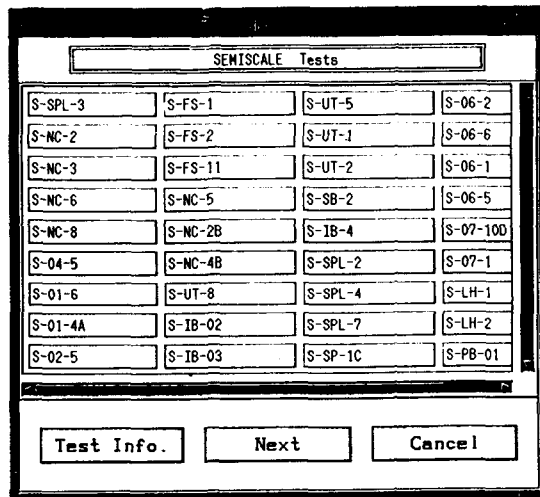 SEMISCALE Tests
S-SPL-3 S-FS-1 S-UT-5 S-06-2
S-NC-2 S-FS-2 S-UT-1 S-06-6
S-NC-3 S-FS-11 S-UT-2 S-06-1
S-NC-6 S-NC-5 S-SB-2 S-06-5
S-NC-8 S-NC-2B S-IB-4 S-07-10D
S-04-5 S-NC-4B S-SPL-2 S-07-1
S-01-6 S-UT-8 S-SPL-4 S-LH-1
S-01-4A S-IB-02 S-SPL-7 S-LH-2
S-02-5 S-IB-03 S-SP-1C S-PB-01
Test Info. Next Cancel